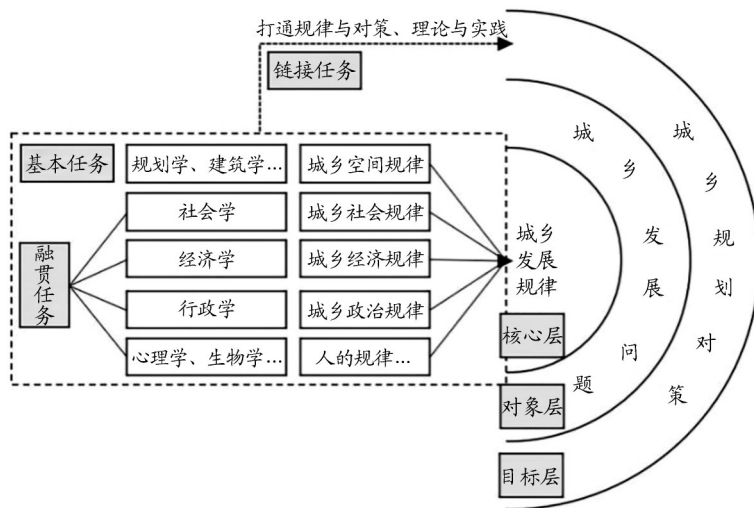 打通规律与对策、理论与实践
链接任务
基本任务
规划学、建筑学…
城乡空间规律
社会学
城乡社会规律
融贯任务
经济学
城乡经济规律
行政学
城乡政治规律
心理学、生物学…
人的规律…
城乡
发展
规律
核心层
城乡发展问题
对象层
城乡规划对策
目标层